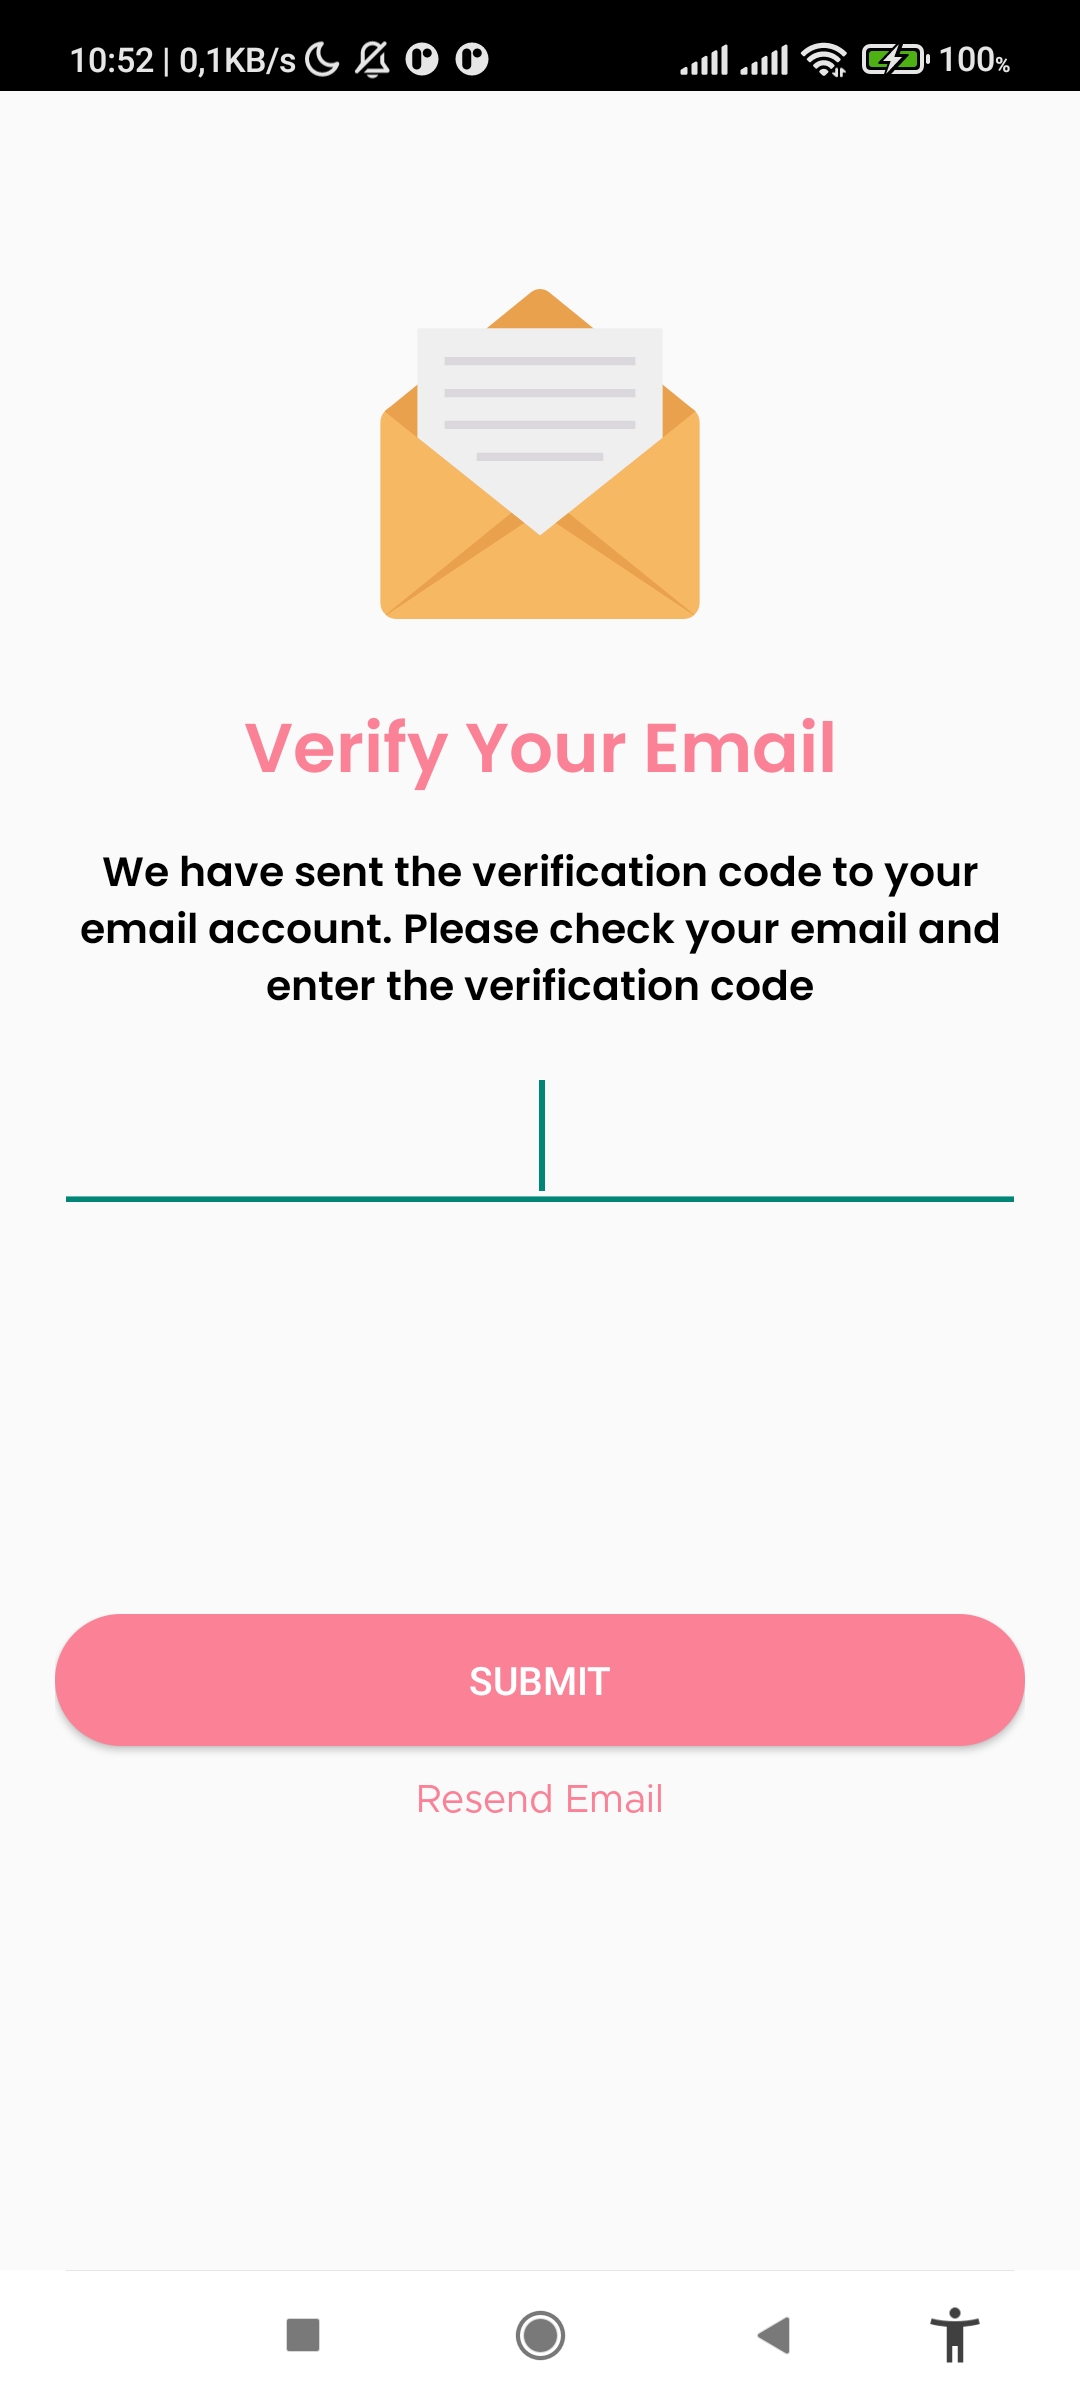 10:52 | 0,1KB/s 100%
Verify Your Email
We have sent the verification code to your
email account. Please check your email and
enter the verification code
SUBMIT
Resend Email